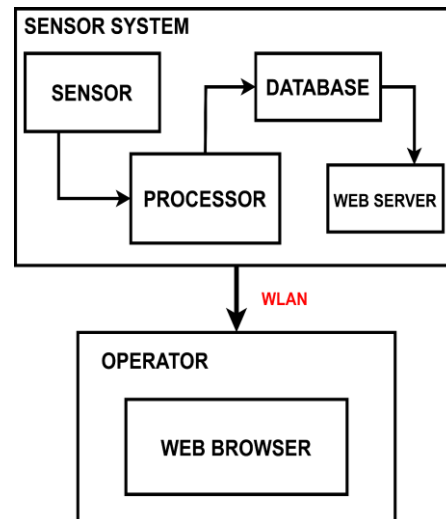 SENSOR SYSTEM
SENSOR
DATABASE
PROCESSOR
WEB SERVER
WLAN
OPERATOR
WEB BROWSER